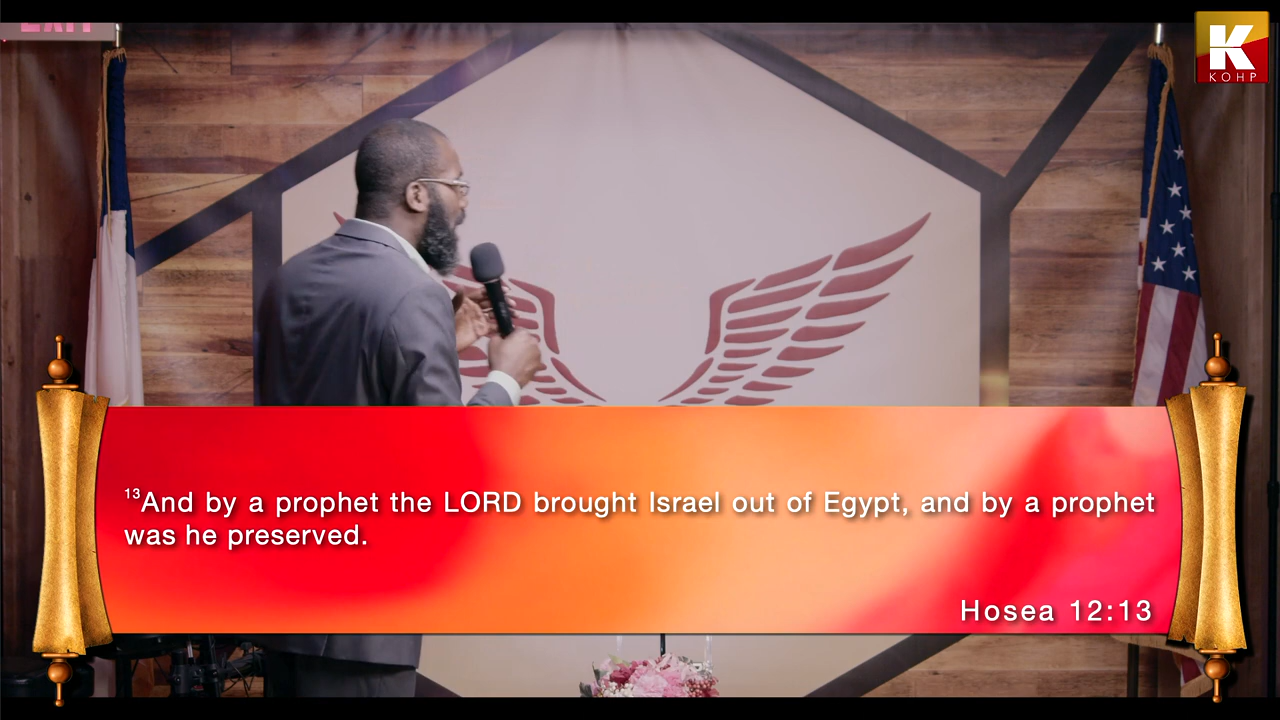 EXIT
K
KOHP
¹³And by a prophet the LORD brought Israel out of Egypt, and by a prophet
was he preserved.
Hosea 12:13